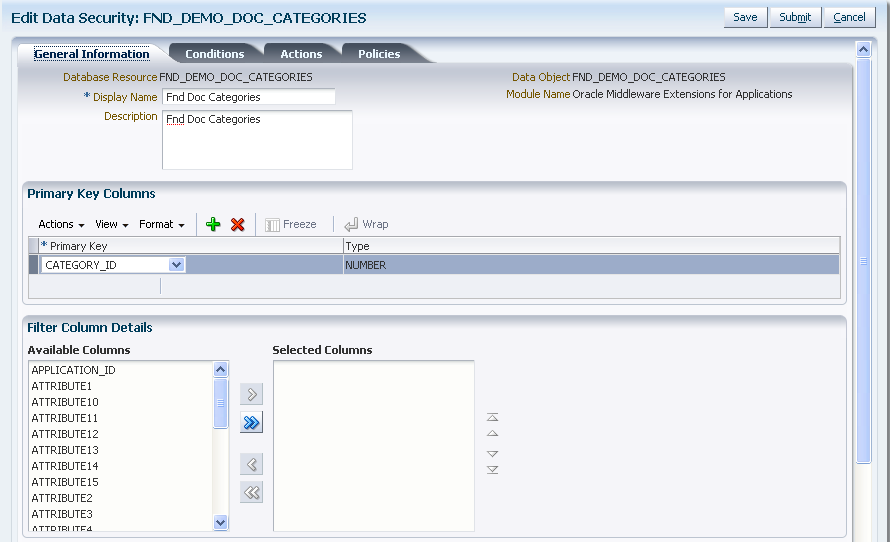 Edit Data Security: FND_DEMO_DOC_CATEGORIES
Save Submit Cancel
General Information Conditions Actions Policies
Database Resource FND_DEMO_DOC_CATEGORIES
Data Object FND_DEMO_DOC_CATEGORIES
* Display Name Fnd Doc Categories
Module Name Oracle Middleware Extensions for Applications
Description Fnd Doc Categories
Primary Key Columns
Actions View Format Freeze Wrap
* Primary Key Type
CATEGORY_ID NUMBER
Filter Column Details
Available Columns Selected Columns
APPLICATION_ID
ATTRIBUTE1
ATTRIBUTE10
ATTRIBUTE11
ATTRIBUTE12
ATTRIBUTE13
ATTRIBUTE14
ATTRIBUTE15
ATTRIBUTE2
ATTRIBUTE3
ATTRIBUTE4